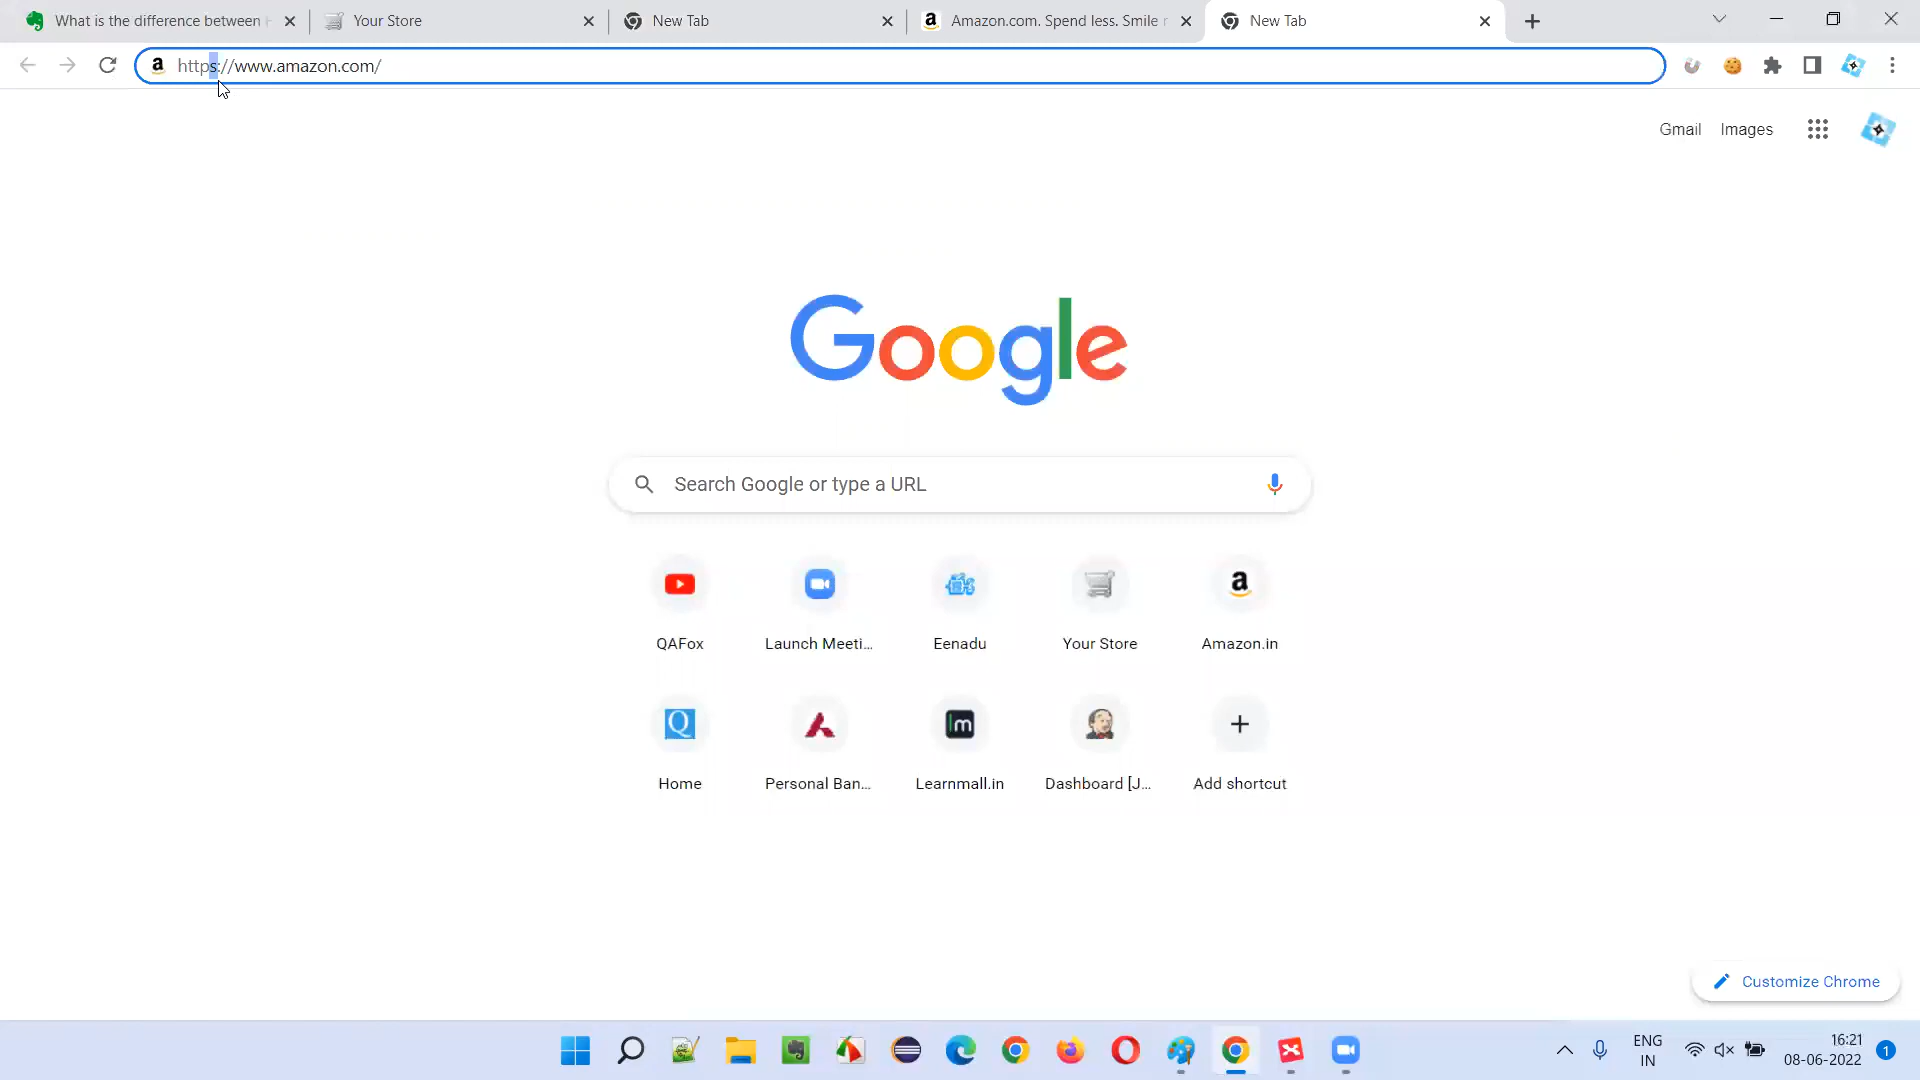 What is the difference between
Your Store
New Tab
Amazon.com. Spend less. Smile
New Tab
https://www.amazon.com/
Gmail
Images
Google
Search Google or type a URL
QAFox
Launch Meeti...
Eenadu
Your Store
Amazon.in
Home
Personal Ban...
Learnmall.in
Dashboard [J...
Add shortcut
Customize Chrome
ENG
IN
16:21
08-06-2022
1